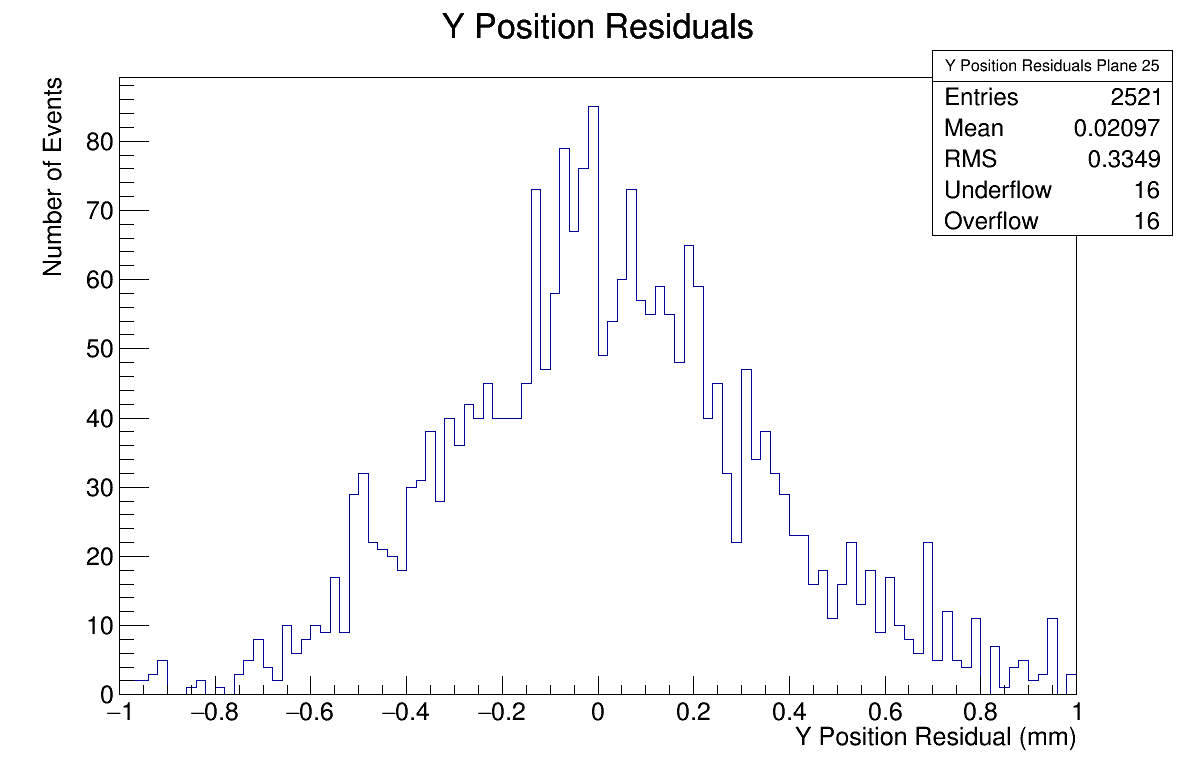 Y Position Residuals
Y Position Residuals Plane 25
Entries 2521
Mean 0.02097
RMS 0.3349
Underflow 16
Overflow 16
Number of Events
80
70
60
50
40
30
20
10
0
−1 −0.8 −0.6 −0.4 −0.2 0 0.2 0.4 0.6 0.8 1
Y Position Residual (mm)